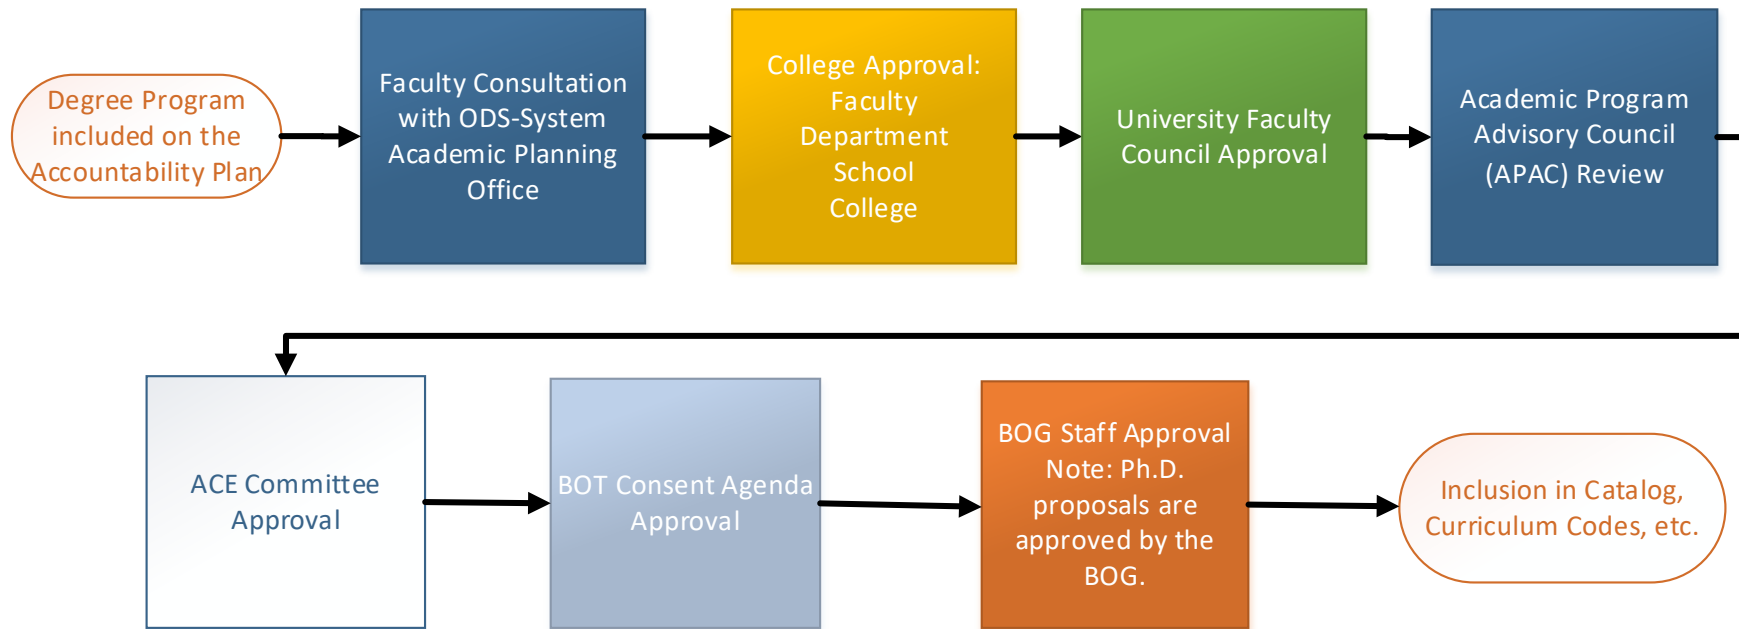 Degree Program
included on the
Accountability Plan
Faculty Consultation
with ODS-System
Academic Planning
Office
College Approval:
Faculty
Department
School
College
University Faculty
Council Approval
Academic Program
Advisory Council
(APAC) Review
ACE Committee
Approval
BOT Consent Agenda
Approval
BOG Staff Approval
Note: Ph.D.
proposals are
approved by the
BOG.
Inclusion in Catalog,
Curriculum Codes, etc.